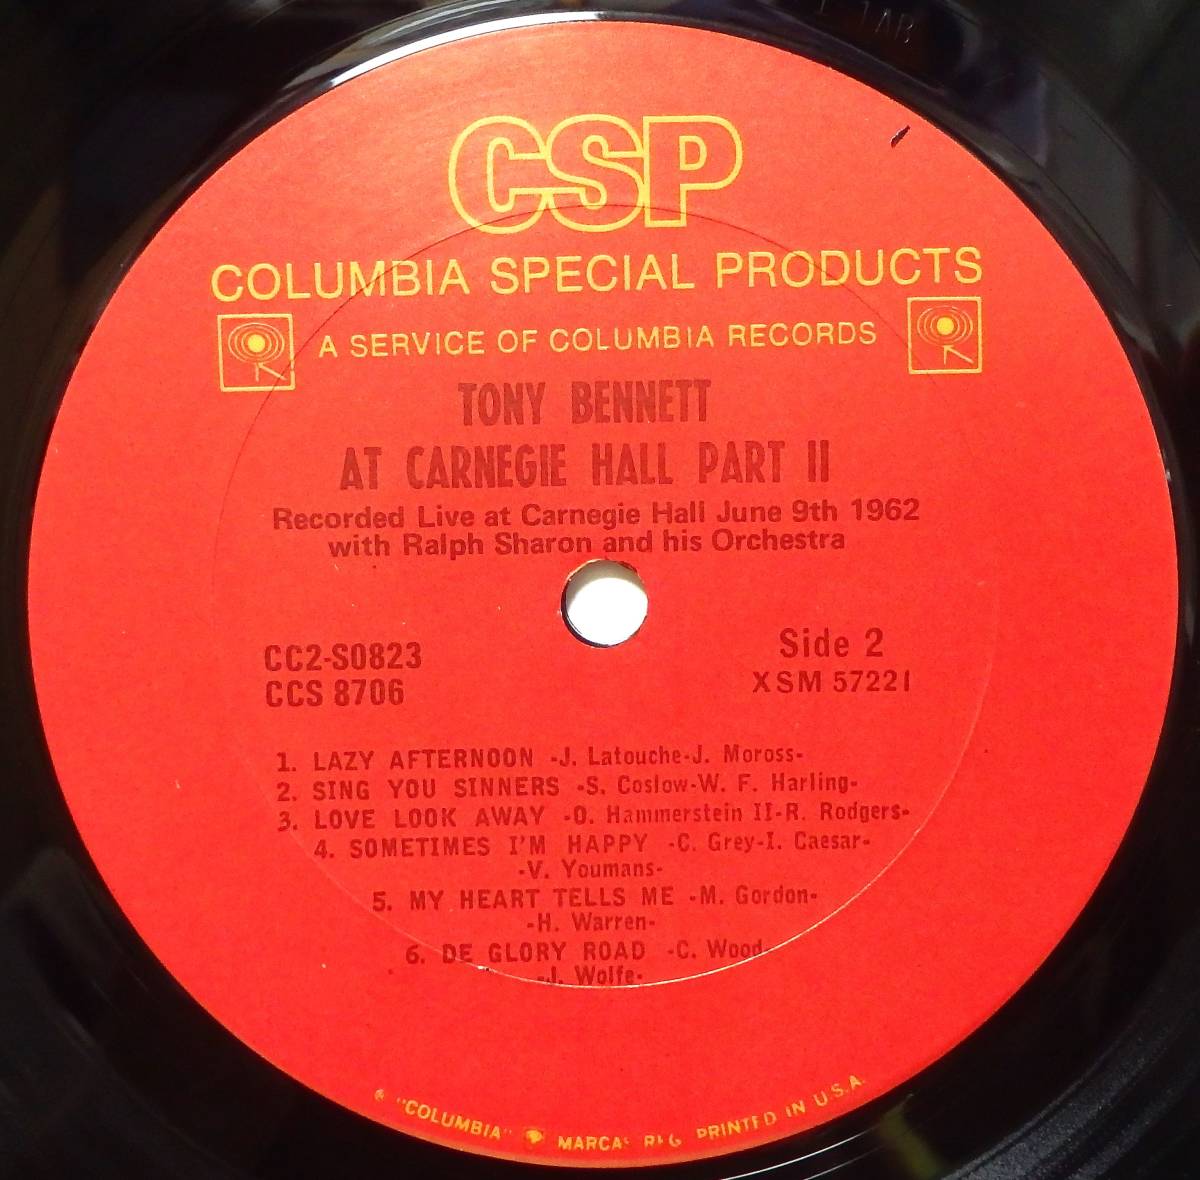 1AR
CSP
COLUMBIA SPECIAL PRODUCTS
A SERVICE OF COLUMBIA RECORDS
TONY BENNETT
AT CARNEGIE HALL PART II
Recorded Live at Carnegie Hall June 9th 1962
with Ralph Sharon and his Orchestra
CC2-S0823
CCS 8706
Side 2
XSM 57221
1. LAZY AFTERNOON -J. Latouche-J. Moross-
2. SING YOU SINNERS -S. Coslow-W. F. Harling-
3. LOVE LOOK AWAY -O. Hammerstein II-R. Rodgers-
4. SOMETIMES I'M HAPPY -C. Grey-I. Caesar-
-V. Youmans-
5. MY HEART TELLS ME -M. Gordon-
-H. Warren-
6. DE GLORY ROAD -C. Wood-
-J. Wolfe-
® "COLUMBIA" MARCAS REG PRINTED IN U.S.A.